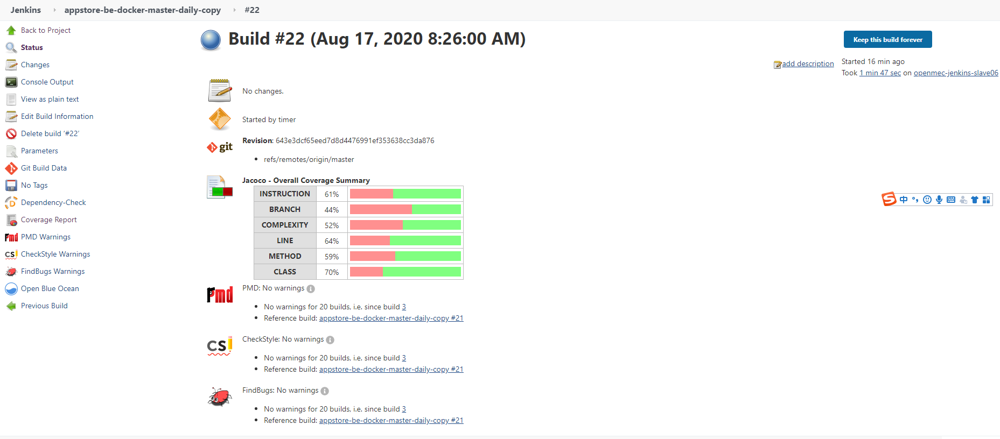 Jenkins appstore-be-docker-master-daily-copy #22
Back to Project
Status
Changes
Console Output
View as plain text
Edit Build Information
Delete build ‘#22’
Parameters
Git Build Data
No Tags
Dependency-Check
Coverage Report
PMD Warnings
CheckStyle Warnings
FindBugs Warnings
Open Blue Ocean
Previous Build
Build #22 (Aug 17, 2020 8:26:00 AM)
Keep this build forever
add description
Started 16 min ago
Took 1 min 47 sec on openmec-jenkins-slave06
No changes.
Started by timer
git
Revision: 643e3dcf65eed7d8d4476991ef353638cc3da876
refs/remotes/origin/master
Jacoco - Overall Coverage Summary
INSTRUCTION 61%
BRANCH 44%
COMPLEXITY 52%
LINE 64%
METHOD 59%
CLASS 70%
pmd
PMD: No warnings
No warnings for 20 builds, i.e. since build 3
Reference build: appstore-be-docker-master-daily-copy #21
cs
CheckStyle: No warnings
No warnings for 20 builds, i.e. since build 3
Reference build: appstore-be-docker-master-daily-copy #21
FindBugs: No warnings
No warnings for 20 builds, i.e. since build 3
Reference build: appstore-be-docker-master-daily-copy #21
S 中